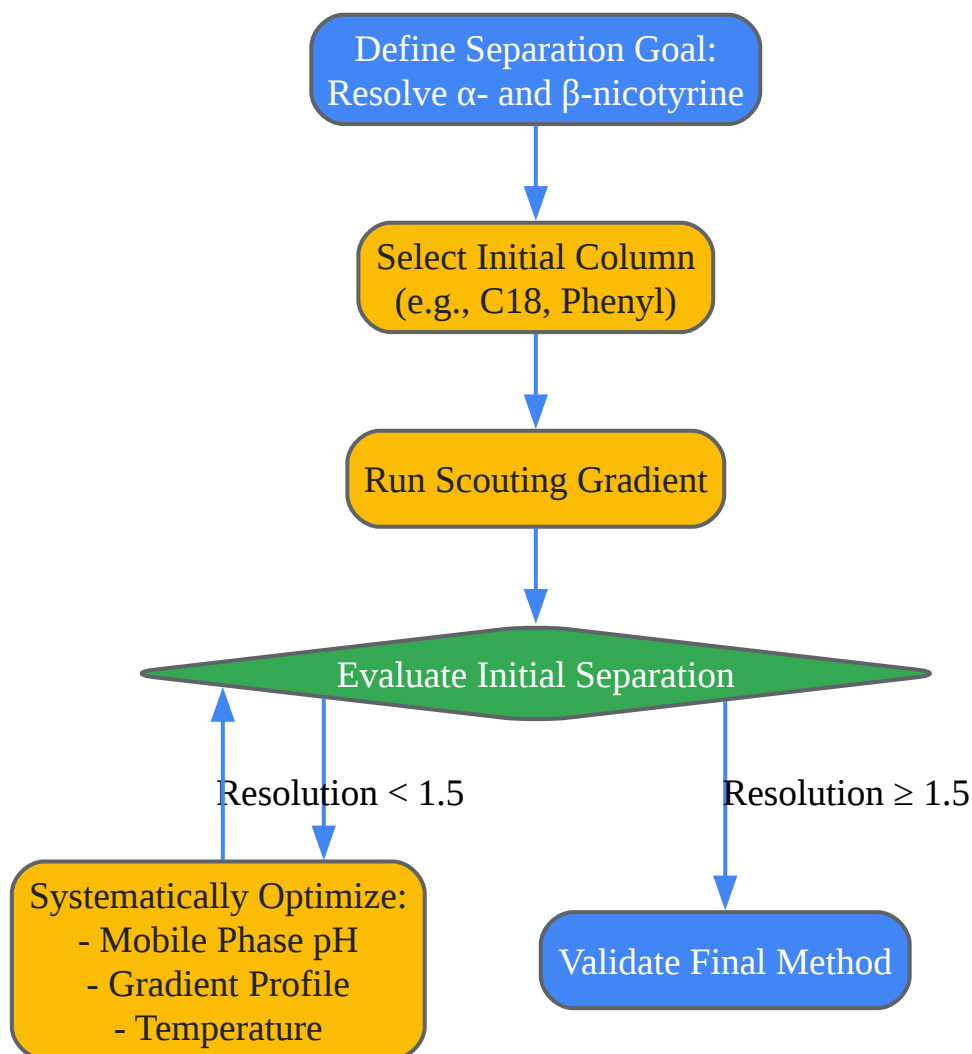 Define Separation Goal:
Resolve α- and β-nicotyrine
Select Initial Column
(e.g., C18, Phenyl)
Run Scouting Gradient
Evaluate Initial Separation
Resolution < 1.5
Resolution ≥ 1.5
Systematically Optimize:
- Mobile Phase pH
- Gradient Profile
- Temperature
Validate Final Method